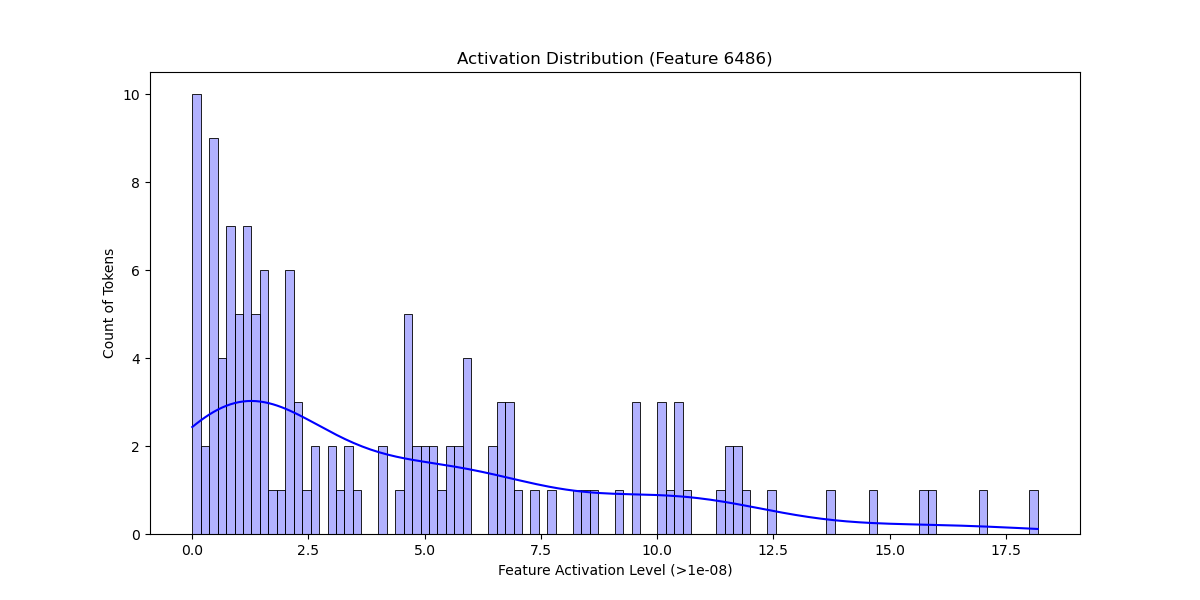 Activation Distribution (Feature 6486)
Count of Tokens
10
8
6
4
2
0
0.0 2.5 5.0 7.5 10.0 12.5 15.0 17.5
Feature Activation Level (>1e-08)